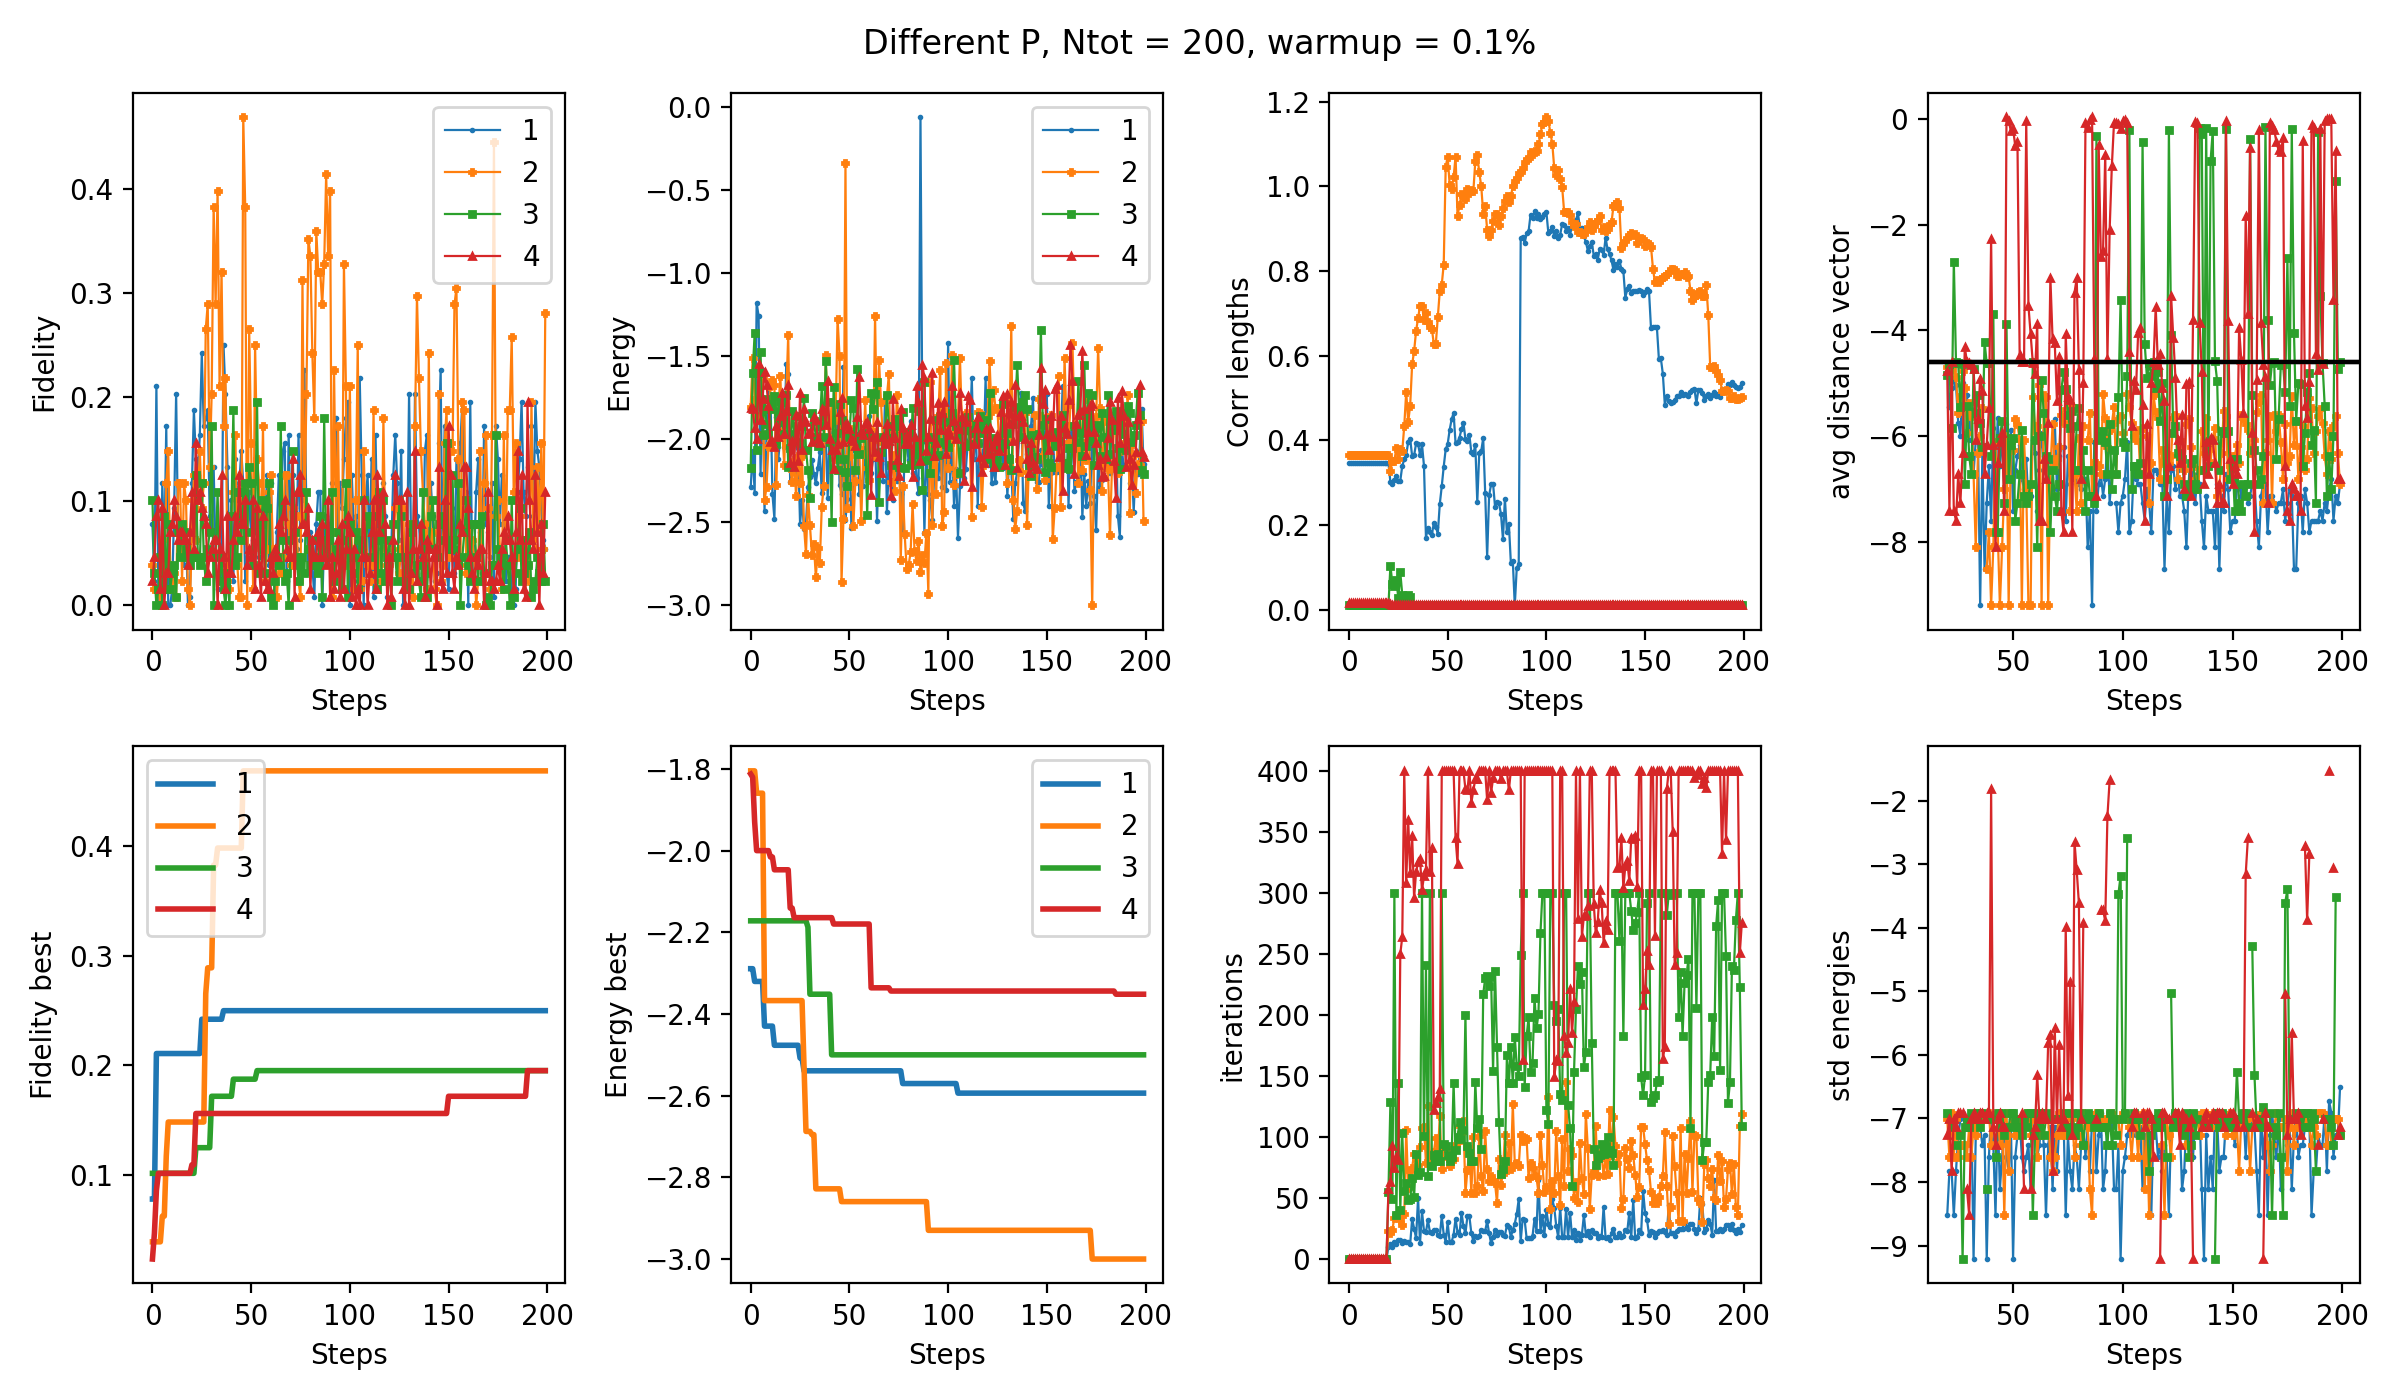 Different P, Ntot = 200, warmup = 0.1%
Fidelity
0.4
0.3
0.2
0.1
0.0
1
2
3
4
0 50 100 150 200
Steps
Energy
0.0
−0.5
−1.0
−1.5
−2.0
−2.5
−3.0
1
2
3
4
0 50 100 150 200
Steps
Corr lengths
1.2
1.0
0.8
0.6
0.4
0.2
0.0
0 50 100 150 200
Steps
avg distance vector
0
−2
−4
−6
−8
50 100 150 200
Steps
Fidelity best
0.4
0.3
0.2
0.1
1
2
3
4
0 50 100 150 200
Steps
Energy best
−1.8
−2.0
−2.2
−2.4
−2.6
−2.8
−3.0
1
2
3
4
0 50 100 150 200
Steps
iterations
400
350
300
250
200
150
100
50
0
0 50 100 150 200
Steps
std energies
−2
−3
−4
−5
−6
−7
−8
−9
50 100 150 200
Steps